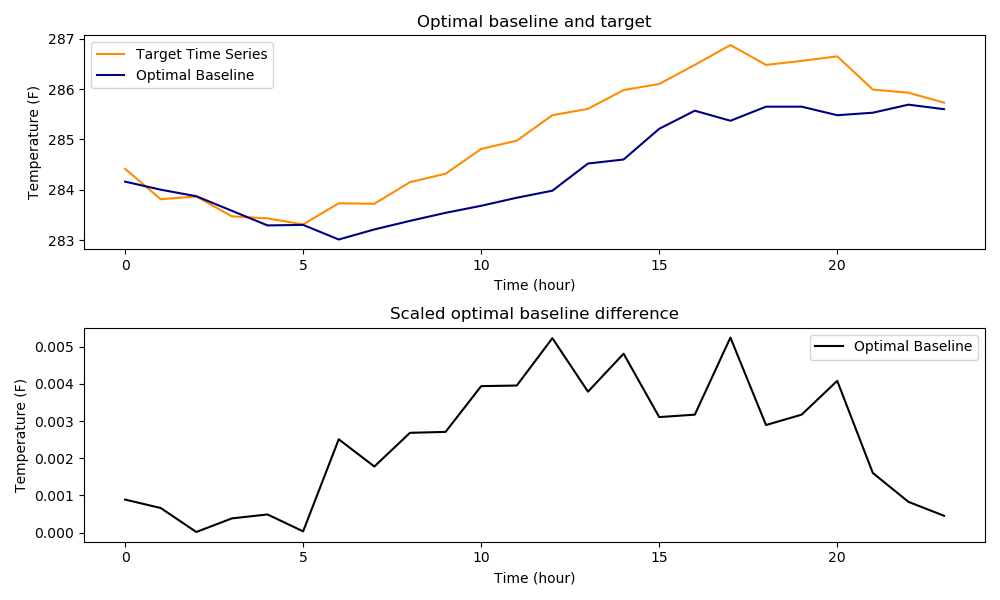 Optimal baseline and target
287
286
285
284
283
Temperature (F)
Target Time Series
Optimal Baseline
0
5
10
15
20
Time (hour)
Scaled optimal baseline difference
0.005
0.004
0.003
0.002
0.001
0.000
Temperature (F)
Optimal Baseline
0
5
10
15
20
Time (hour)